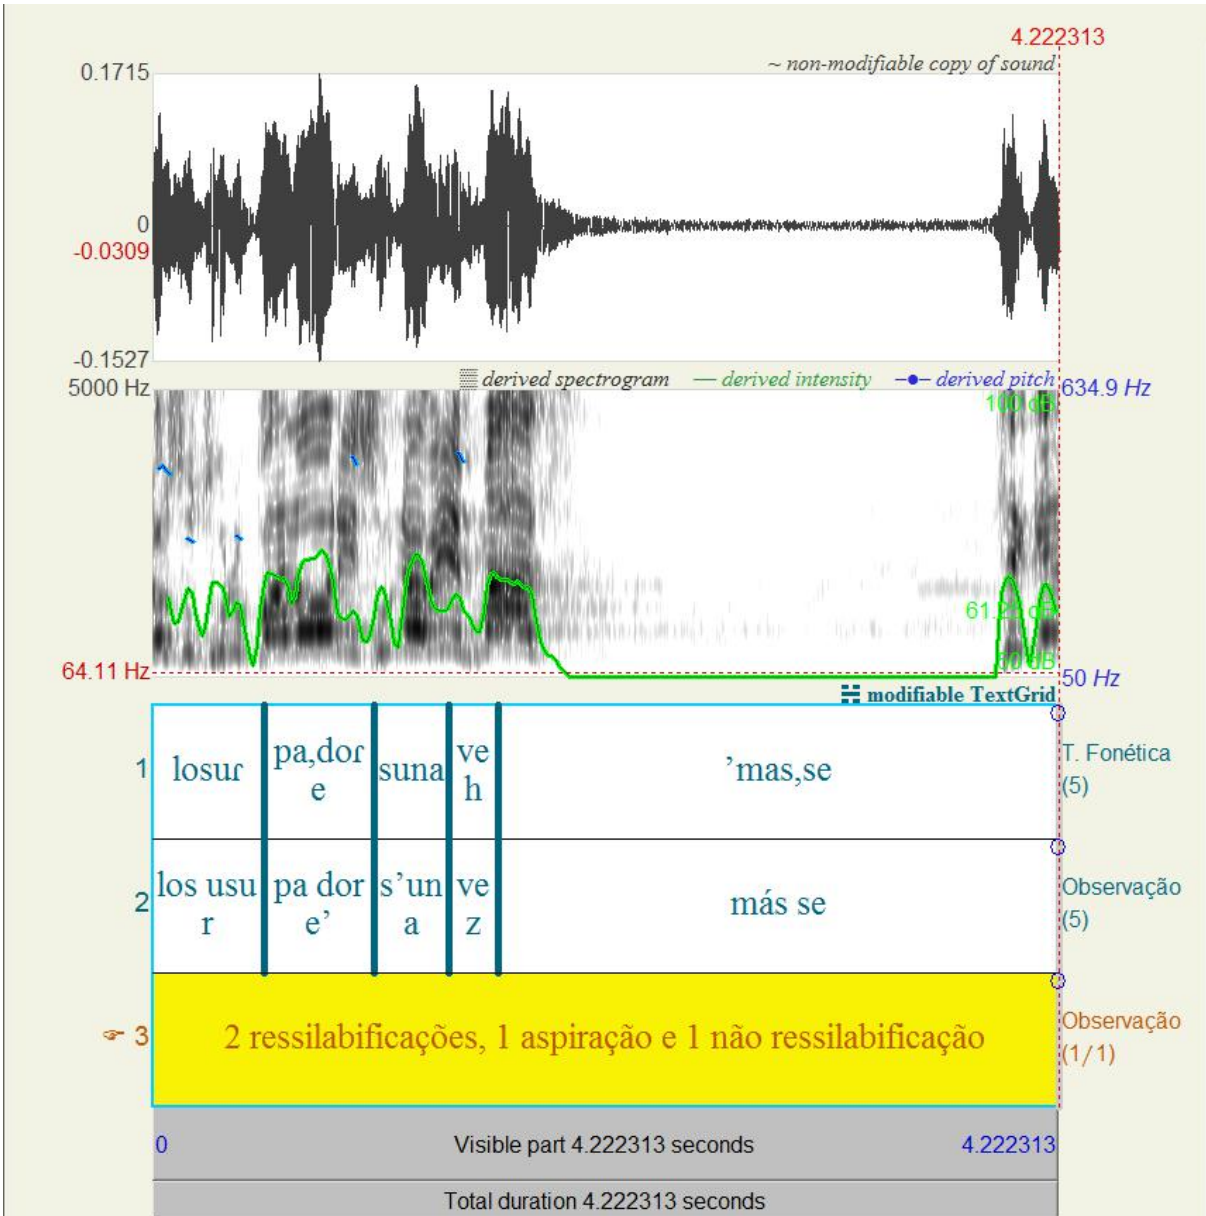 4.222313
0.1715
~ non-modifiable copy of sound
0
-0.0309
-0.1527
5000 Hz
derived spectrogram — derived intensity –●– derived pitch
634.9 Hz
100 dB
61.25 dB
64.11 Hz
50 Hz
modifiable TextGrid
1
losuɾ
pa,doɾ
e
suna
ve
h
’mas,se
T. Fonética
(5)
2
los usu
r
pa dor
e’
s’un
a
ve
z
más se
Observação
(5)
☞ 3
2 ressilabificações, 1 aspiração e 1 não ressilabificação
Observação
(1/1)
0
Visible part 4.222313 seconds
4.222313
Total duration 4.222313 seconds